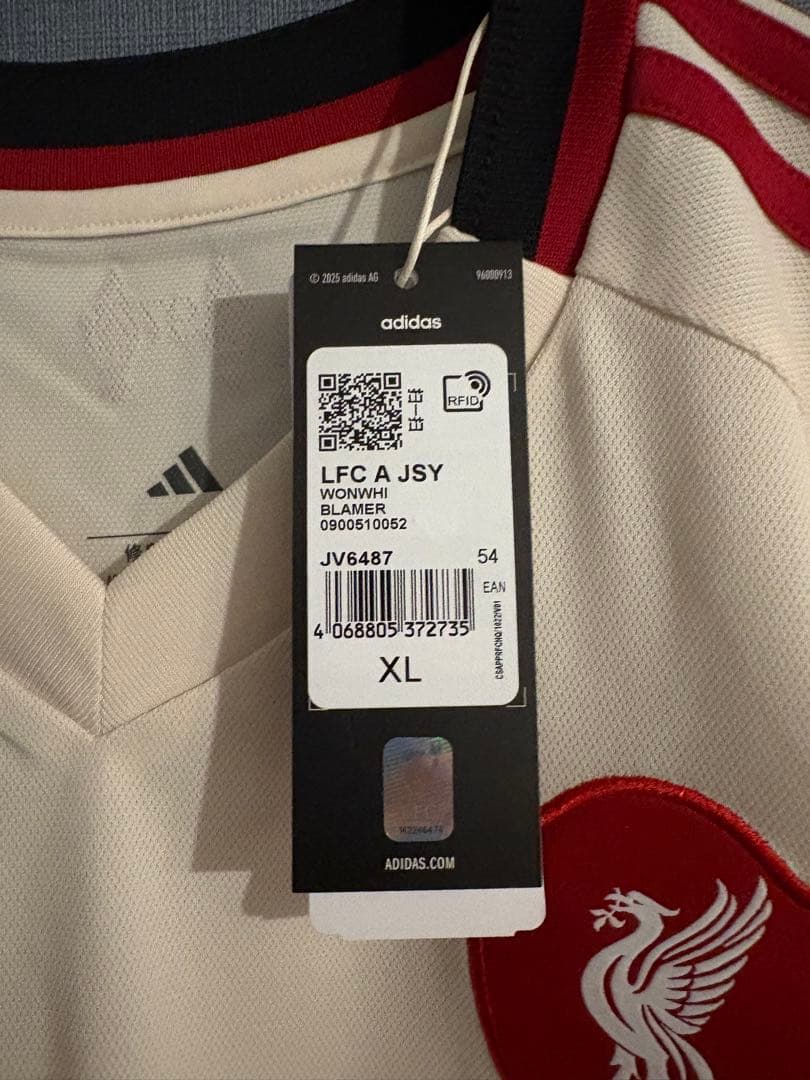 © 2025 adidas AG
96000913
adidas
RFID
LFC A JSY
WONWHI
BLAMER
0900510052
JV6487
54
EAN
4 068805 372735
XL
ADIDAS.COM